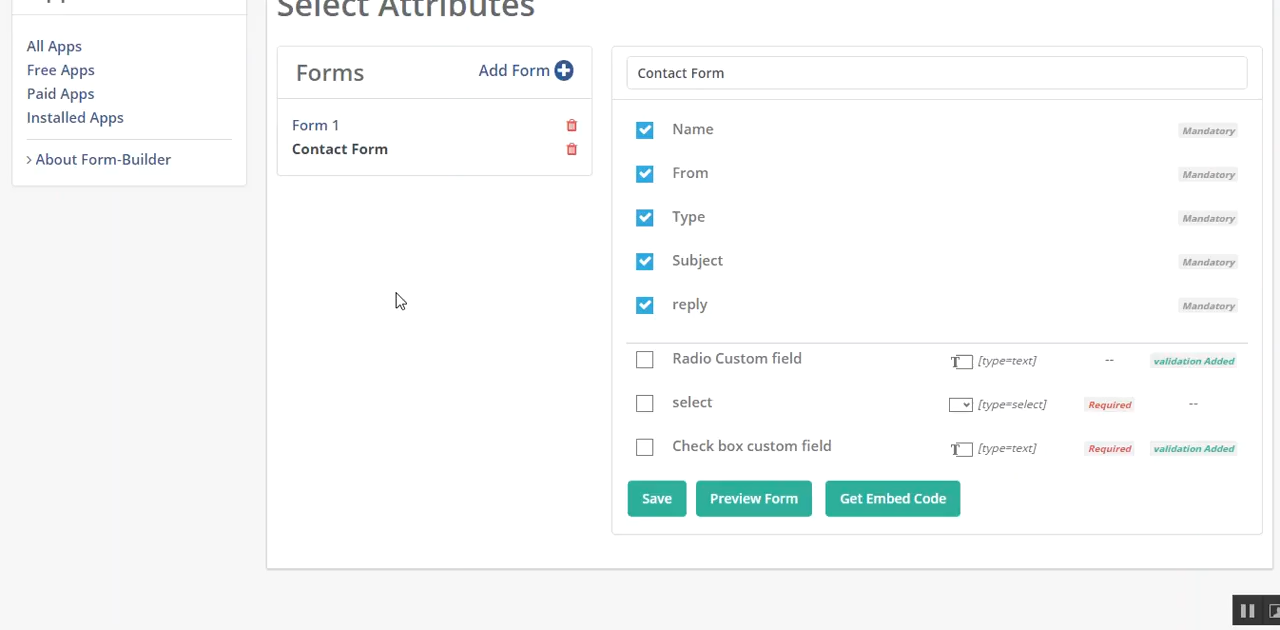 Select Attributes
All Apps
Free Apps
Paid Apps
Installed Apps
> About Form-Builder
Forms
Add Form
Form 1
Contact Form
Contact Form
Name Mandatory
From Mandatory
Type Mandatory
Subject Mandatory
reply Mandatory
Radio Custom field [type=text] -- validation Added
select [type=select] Required --
Check box custom field [type=text] Required validation Added
Save Preview Form Get Embed Code